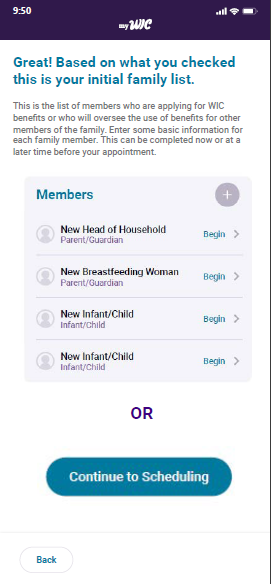 9:50
my WIC
Great! Based on what you checked
this is your initial family list.
This is the list of members who are applying for WIC
benefits or who will oversee the use of benefits for other
members of the family. Enter some basic information for
each family member. This can be completed now or at a
later time before your appointment.
Members
+
New Head of Household
Parent/Guardian
Begin
New Breastfeeding Woman
Parent/Guardian
Begin
New Infant/Child
Infant/Child
Begin
New Infant/Child
Infant/Child
Begin
OR
Continue to Scheduling
Back